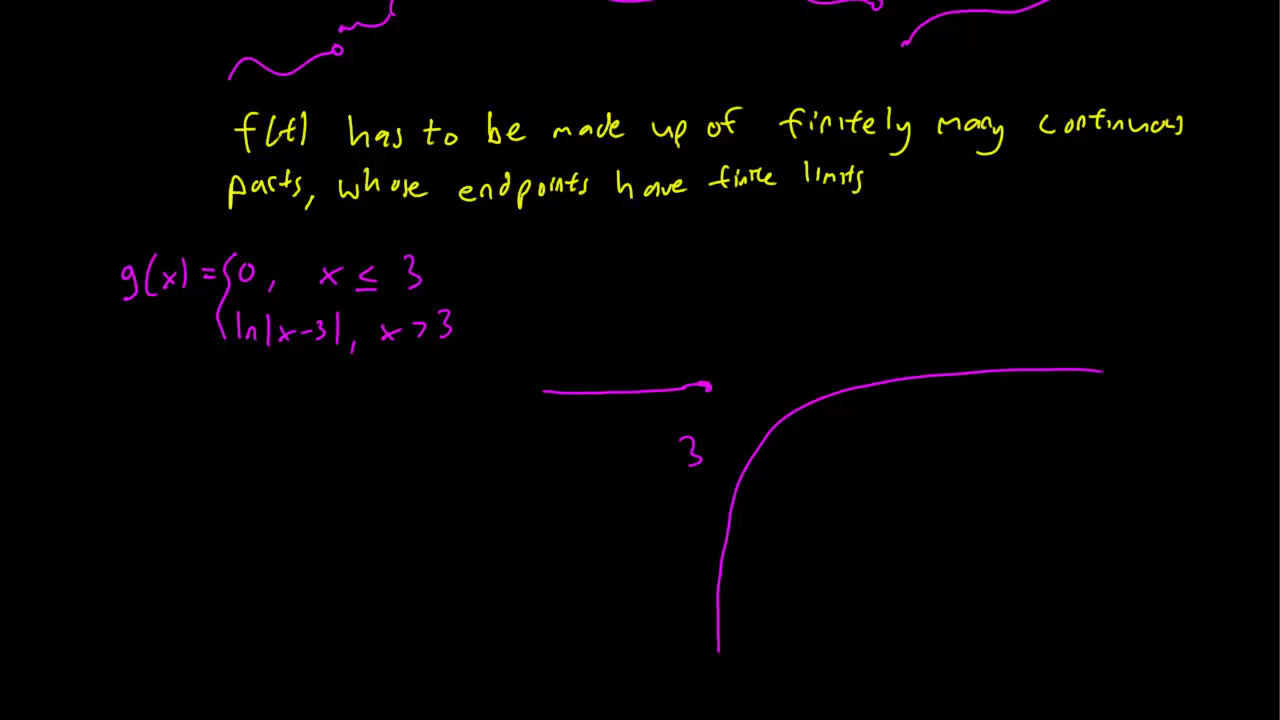 f(t) has to be made up of finitely many continuous
parts, whose endpoints have finite limits
g(x) = { 0, x ≤ 3
ln|x-3|, x > 3
3